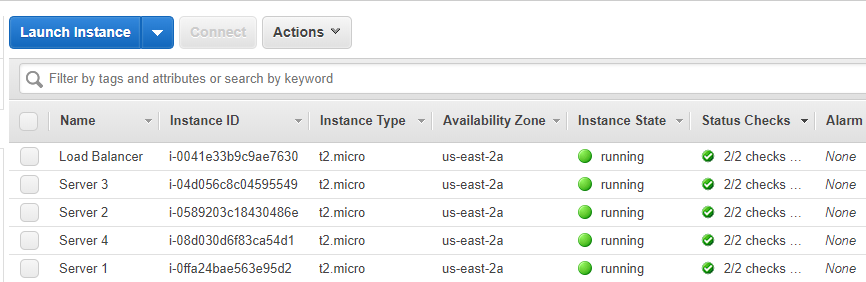 Launch Instance Connect Actions
Filter by tags and attributes or search by keyword
Name Instance ID Instance Type Availability Zone Instance State Status Checks Alarm
Load Balancer i-0041e33b9c9ae7630 t2.micro us-east-2a running 2/2 checks ... None
Server 3 i-04d056c8c04595549 t2.micro us-east-2a running 2/2 checks ... None
Server 2 i-0589203c18430486e t2.micro us-east-2a running 2/2 checks ... None
Server 4 i-08d030d6f83ca54d1 t2.micro us-east-2a running 2/2 checks ... None
Server 1 i-0ffa24bae563e95d2 t2.micro us-east-2a running 2/2 checks ... None